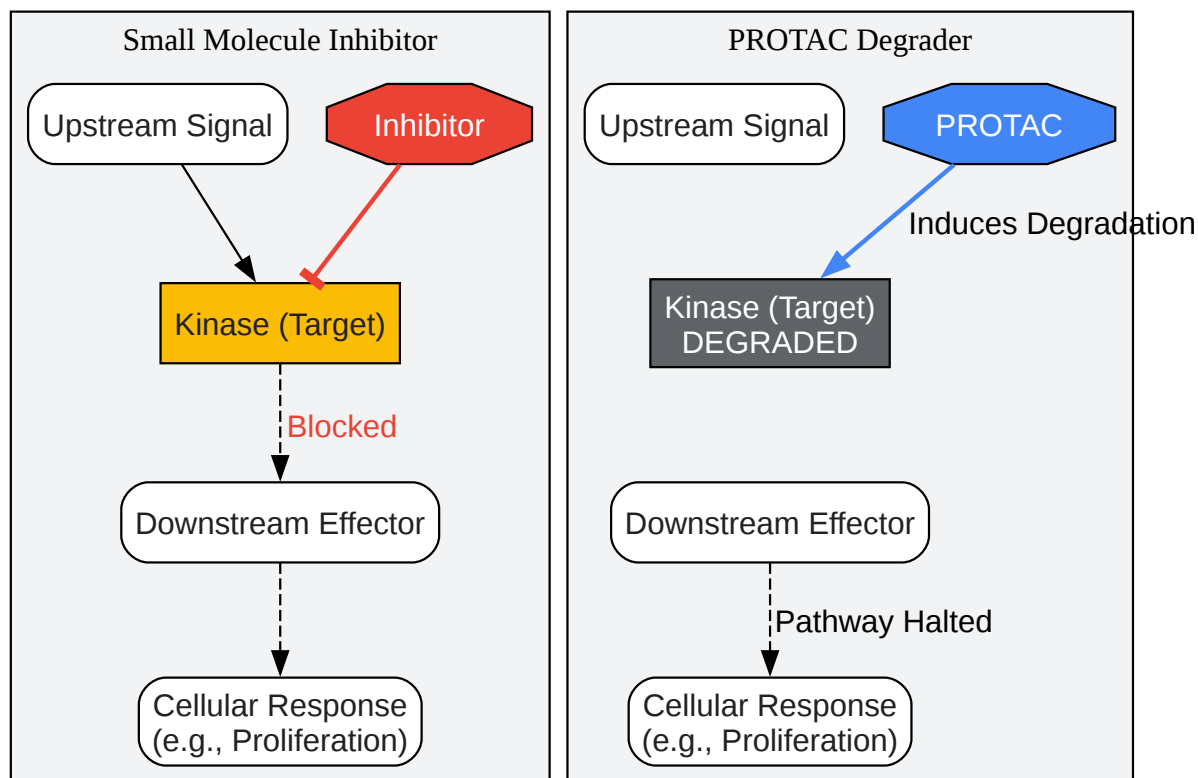 Small Molecule Inhibitor
Upstream Signal
Inhibitor
Kinase (Target)
Blocked
Downstream Effector
Cellular Response
(e.g., Proliferation)
PROTAC Degrader
Upstream Signal
PROTAC
Induces Degradation
Kinase (Target)
DEGRADED
Downstream Effector
Pathway Halted
Cellular Response
(e.g., Proliferation)